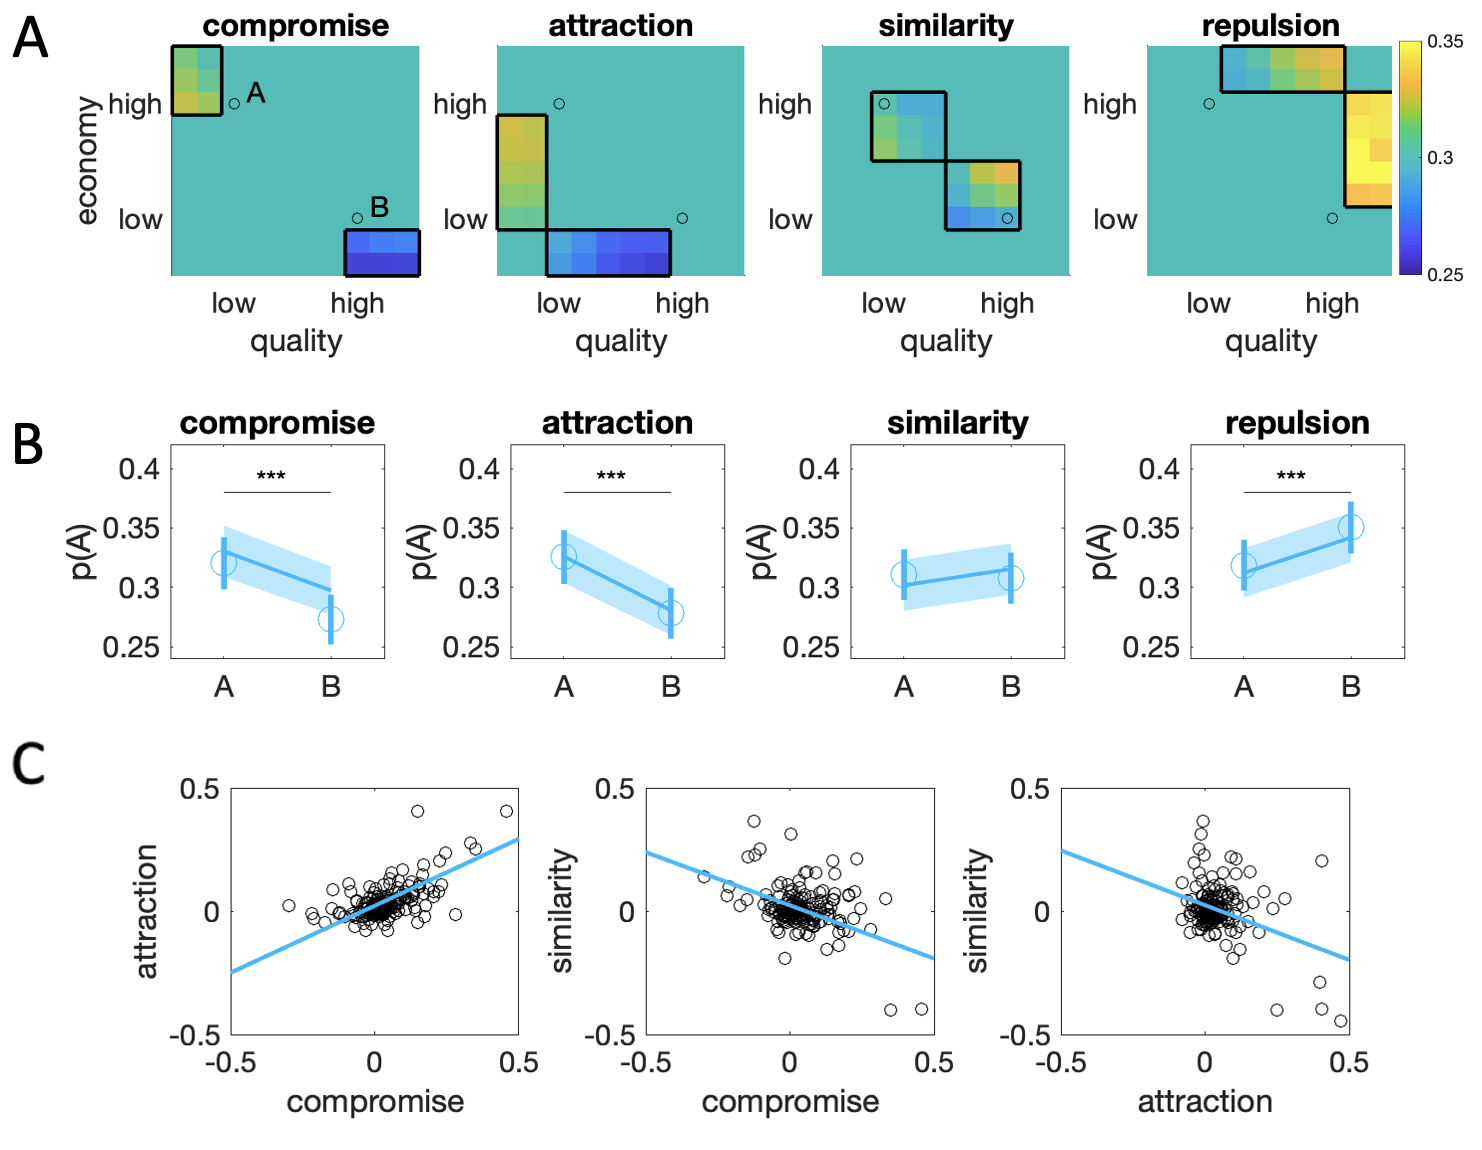 A
compromise attraction similarity repulsion
economy
high A high high high
low B low low low
low high low high low high low high
quality quality quality quality
0.35
0.3
0.25
B
compromise attraction similarity repulsion
p(A) p(A) p(A) p(A)
*** *** ***
0.4 0.4 0.4 0.4
0.35 0.35 0.35 0.35
0.3 0.3 0.3 0.3
0.25 0.25 0.25 0.25
A B A B A B A B
C
0.5 0.5 0.5
attraction similarity similarity
0 0 0
-0.5 -0.5 -0.5
-0.5 0 0.5 -0.5 0 0.5 -0.5 0 0.5
compromise compromise attraction